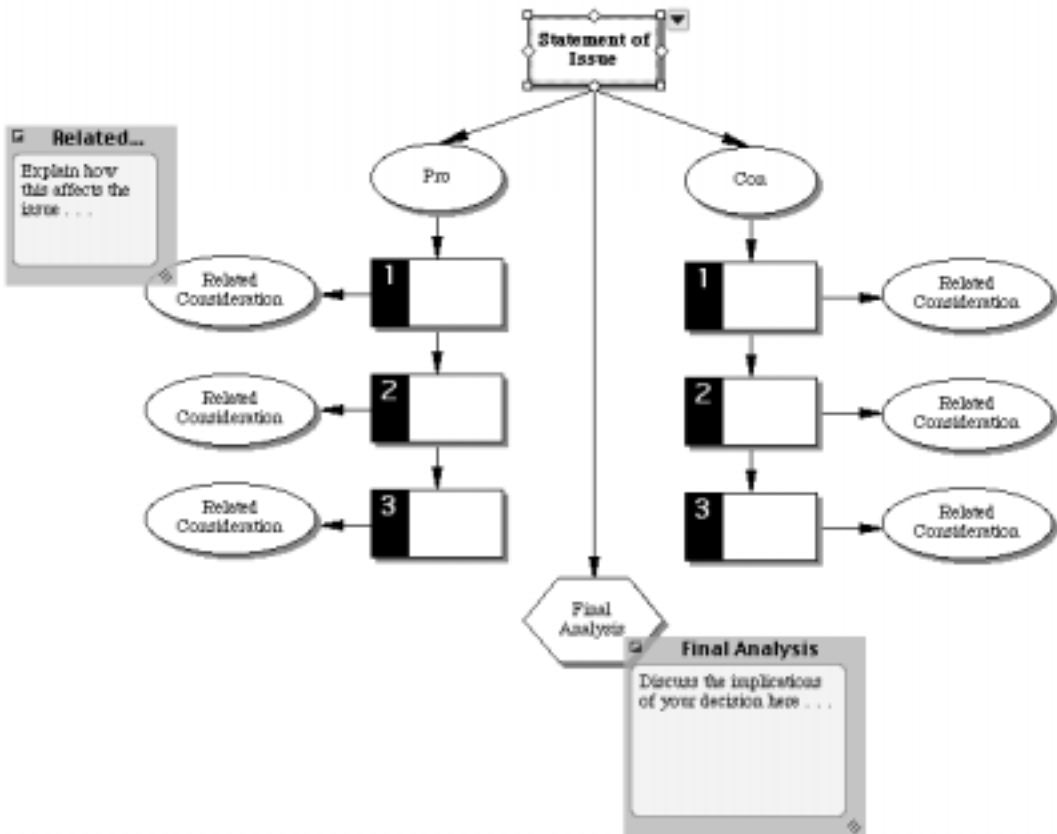 Statement of
Issue
Related...
Explain how
this affects the
issue . . .
Pro
Con
1
Related
Consideration
1
Related
Consideration
2
Related
Consideration
2
Related
Consideration
3
Related
Consideration
3
Related
Consideration
Final
Analysis
Final Analysis
Discuss the implications
of your decision here . . .